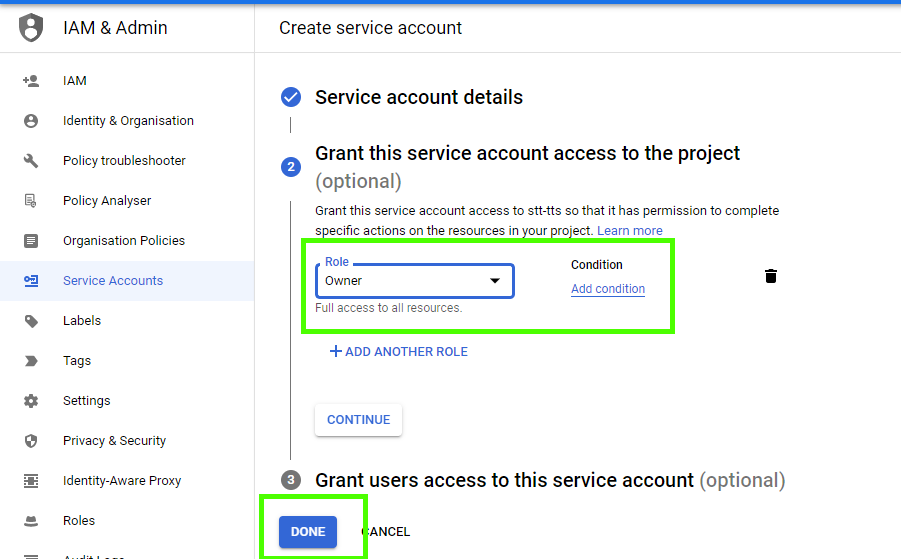 IAM & Admin
Create service account
IAM
Identity & Organisation
Policy troubleshooter
Policy Analyser
Organisation Policies
Service Accounts
Labels
Tags
Settings
Privacy & Security
Identity-Aware Proxy
Roles
Audit Logs
Service account details
2
Grant this service account access to the project
(optional)
Grant this service account access to stt-tts so that it has permission to complete
specific actions on the resources in your project. Learn more
Role
Owner
Full access to all resources.
Condition
Add condition
+ ADD ANOTHER ROLE
CONTINUE
3 Grant users access to this service account (optional)
DONE
CANCEL